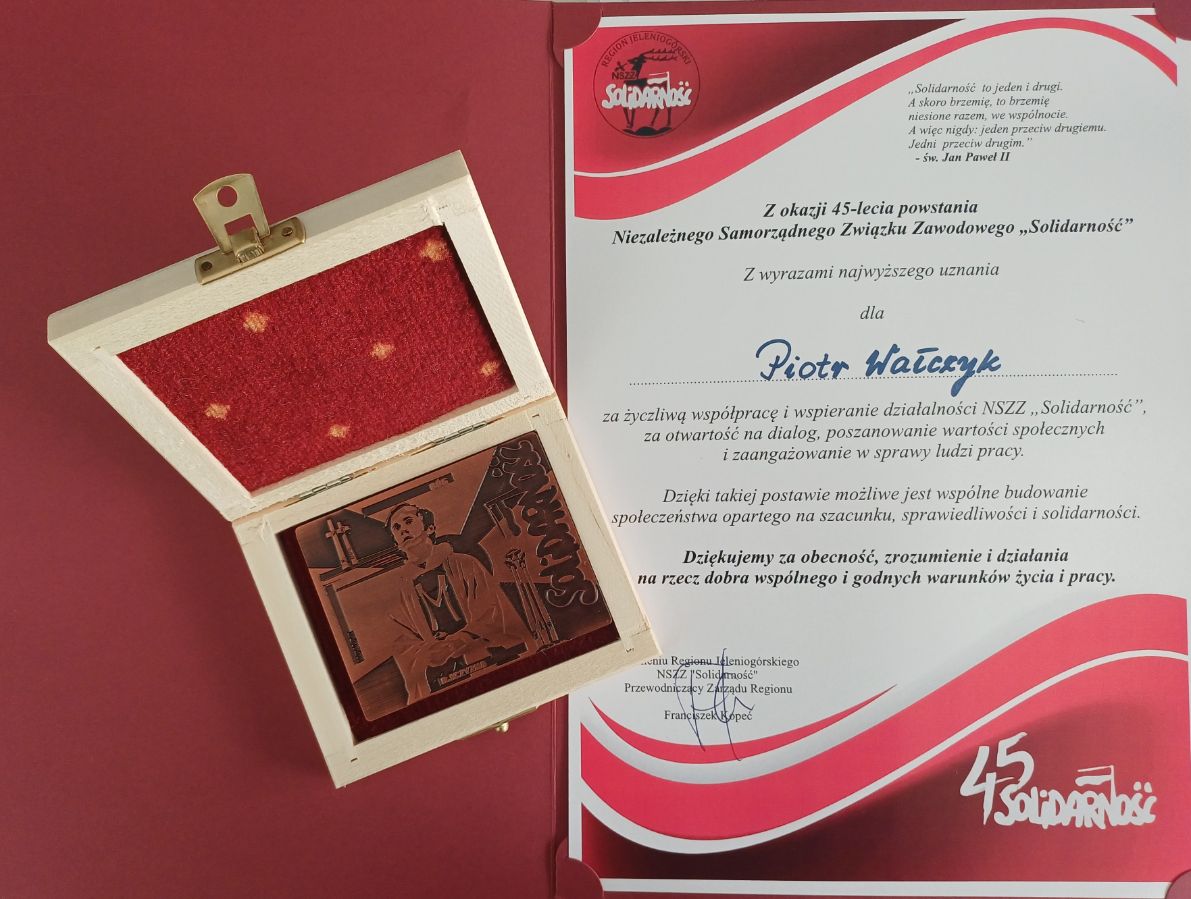 REGION JELENIOGÓRSKI
NSZZ
SOLIDARNOŚĆ
„Solidarność to jeden i drugi.
A skoro brzemię, to brzemię
niesione razem, we wspólnocie.
A więc nigdy: jeden przeciw drugiemu.
Jedni przeciw drugim.”
- św. Jan Paweł II
Z okazji 45-lecia powstania
Niezależnego Samorządnego Związku Zawodowego „Solidarność”
Z wyrazami najwyższego uznania
dla
Piotr Wałczyk
za życzliwą współpracę i wspieranie działalności NSZZ „Solidarność”,
za otwartość na dialog, poszanowanie wartości społecznych
i zaangażowanie w sprawy ludzi pracy.
Dzięki takiej postawie możliwe jest wspólne budowanie
społeczeństwa opartego na szacunku, sprawiedliwości i solidarności.
Dziękujemy za obecność, zrozumienie i działania
na rzecz dobra wspólnego i godnych warunków życia i pracy.
ieniu Regionu Jeleniogórskiego
NSZZ "Solidarność"
Przewodniczący Zarządu Regionu
Franciszek Kopeć
45
SOLIDARNOŚĆ
SOLIDARNOŚĆ